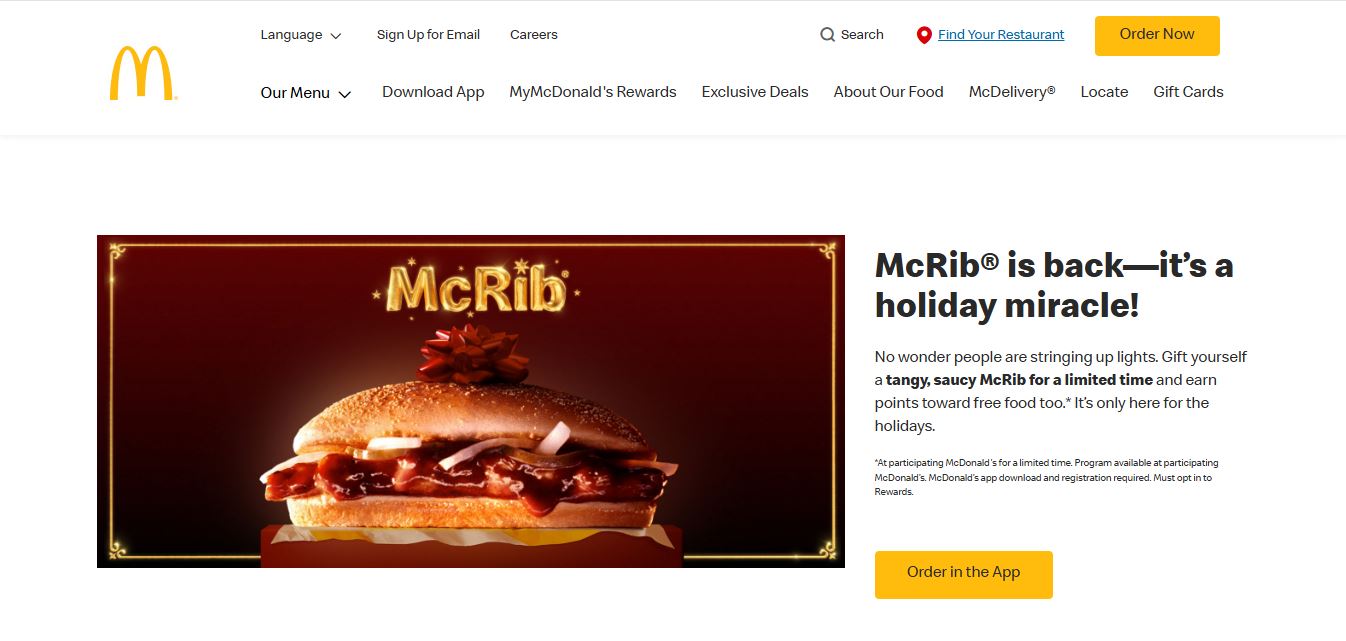 Language
Sign Up for Email
Careers
Search
Find Your Restaurant
Order Now
Our Menu
Download App
MyMcDonald's Rewards
Exclusive Deals
About Our Food
McDelivery®
Locate
Gift Cards
McRib®
McRib® is back—it’s a
holiday miracle!
No wonder people are stringing up lights. Gift yourself
a tangy, saucy McRib for a limited time and earn
points toward free food too.* It’s only here for the
holidays.
*At participating McDonald's for a limited time. Program available at participating
McDonald's. McDonald's app download and registration required. Must opt in to
Rewards.
Order in the App